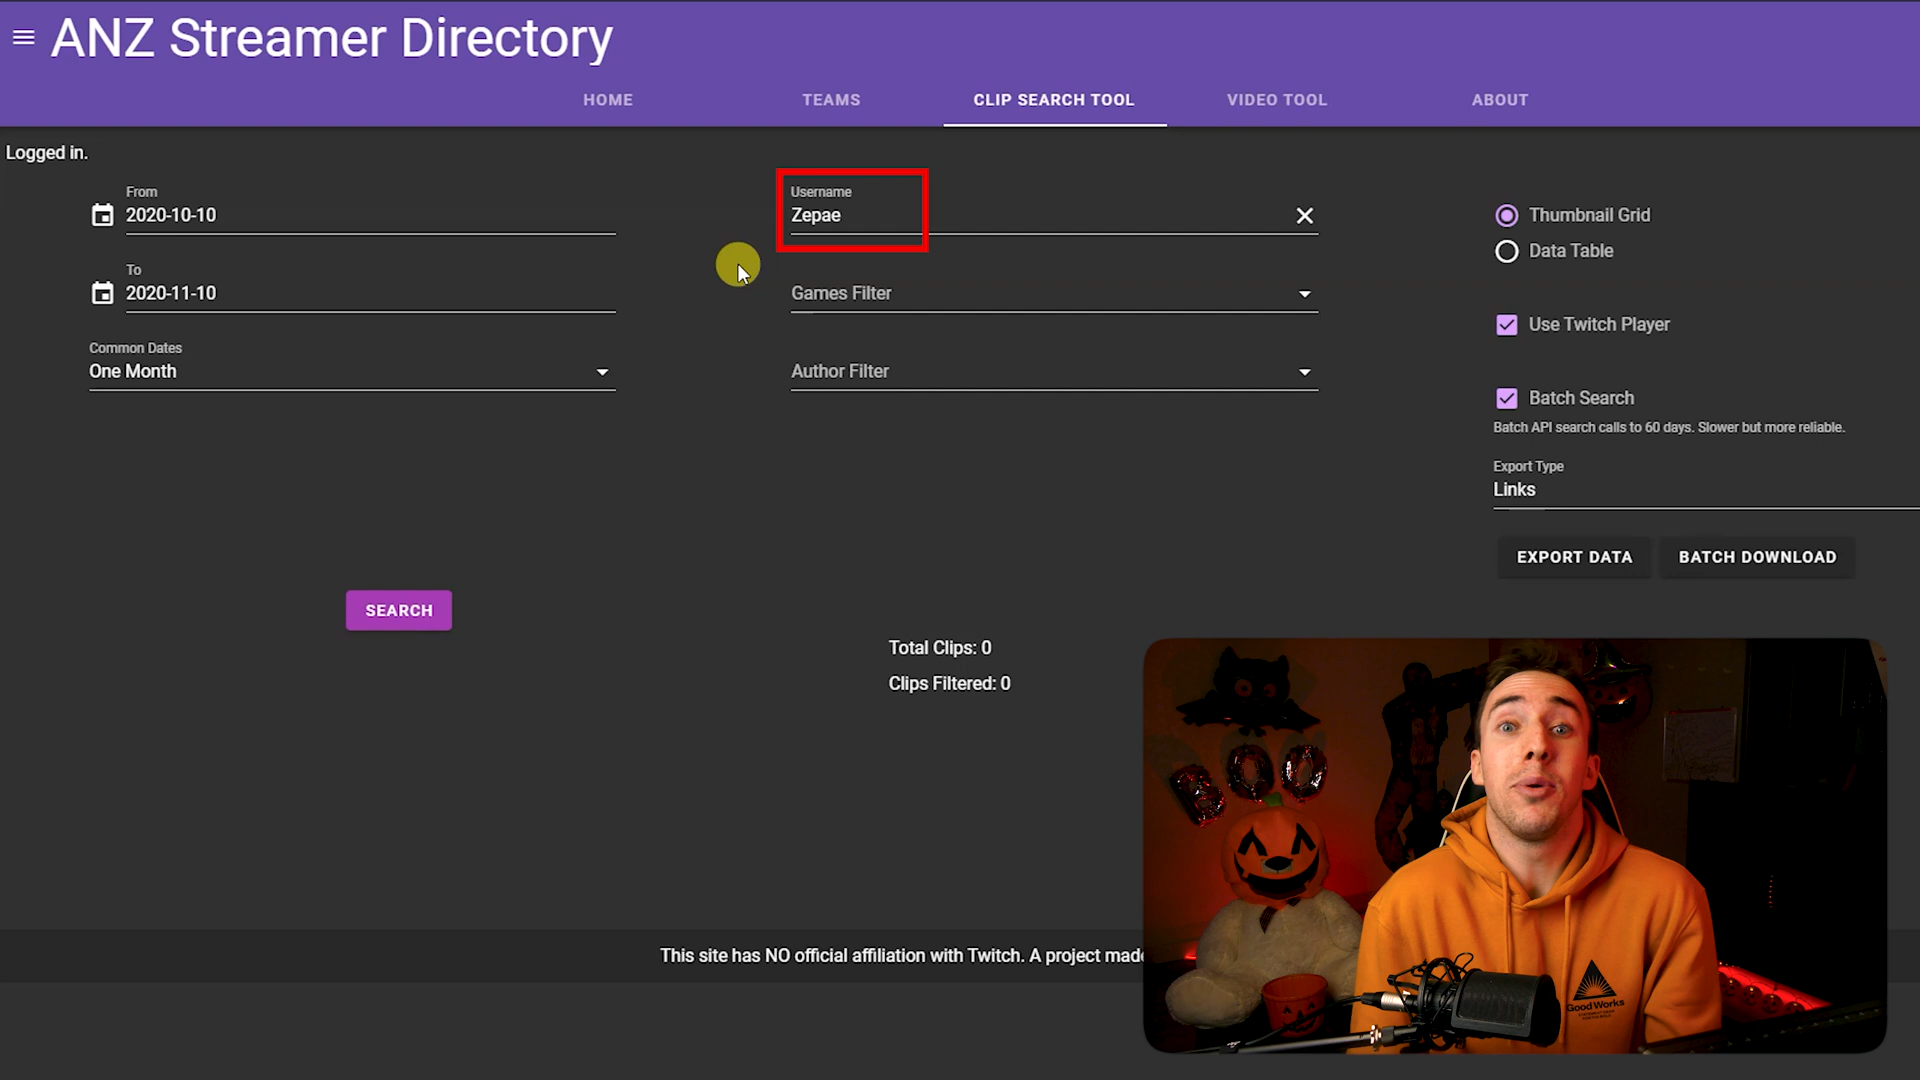 ANZ Streamer Directory
HOME
TEAMS
CLIP SEARCH TOOL
VIDEO TOOL
ABOUT
Logged in.
From
2020-10-10
To
2020-11-10
Common Dates
One Month
Username
Zepae
Games Filter
Author Filter
Thumbnail Grid
Data Table
Use Twitch Player
Batch Search
Batch API search calls to 60 days. Slower but more reliable.
Export Type
Links
EXPORT DATA
BATCH DOWNLOAD
SEARCH
Total Clips: 0
Clips Filtered: 0
This site has NO official affiliation with Twitch. A project made
BOO
Good Works